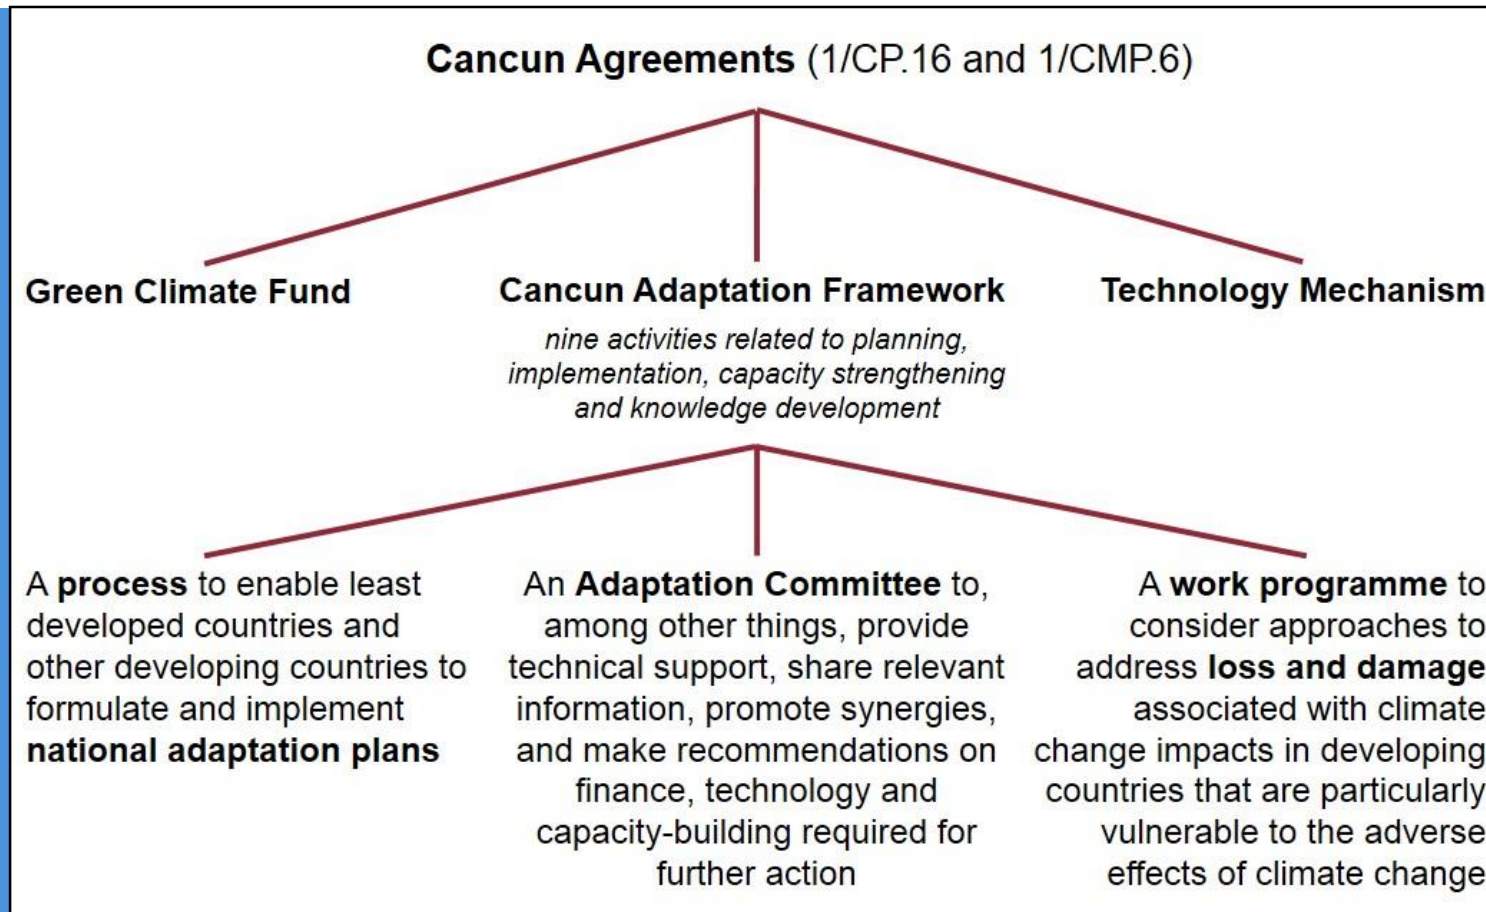 Cancun Agreements (1/CP.16 and 1/CMP.6)
Green Climate Fund
Cancun Adaptation Framework
nine activities related to planning,
implementation, capacity strengthening
and knowledge development
Technology Mechanism
A process to enable least
developed countries and
other developing countries to
formulate and implement
national adaptation plans
An Adaptation Committee to,
among other things, provide
technical support, share relevant
information, promote synergies,
and make recommendations on
finance, technology and
capacity-building required for
further action
A work programme to
consider approaches to
address loss and damage
associated with climate
change impacts in developing
countries that are particularly
vulnerable to the adverse
effects of climate change